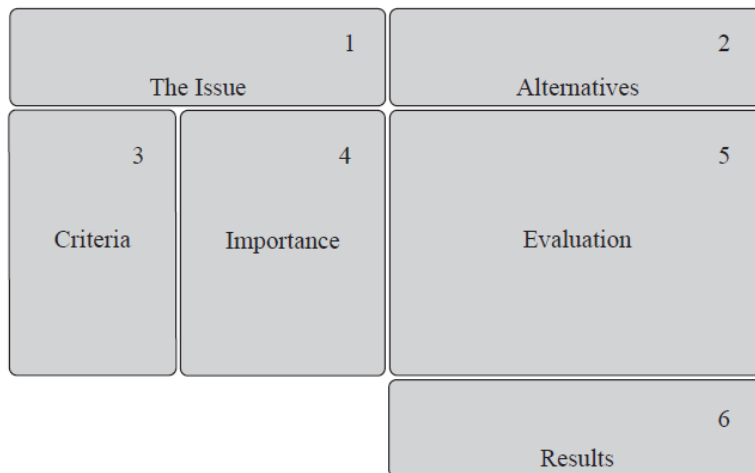 1
The Issue
2
Alternatives
3
Criteria
4
Importance
5
Evaluation
6
Results